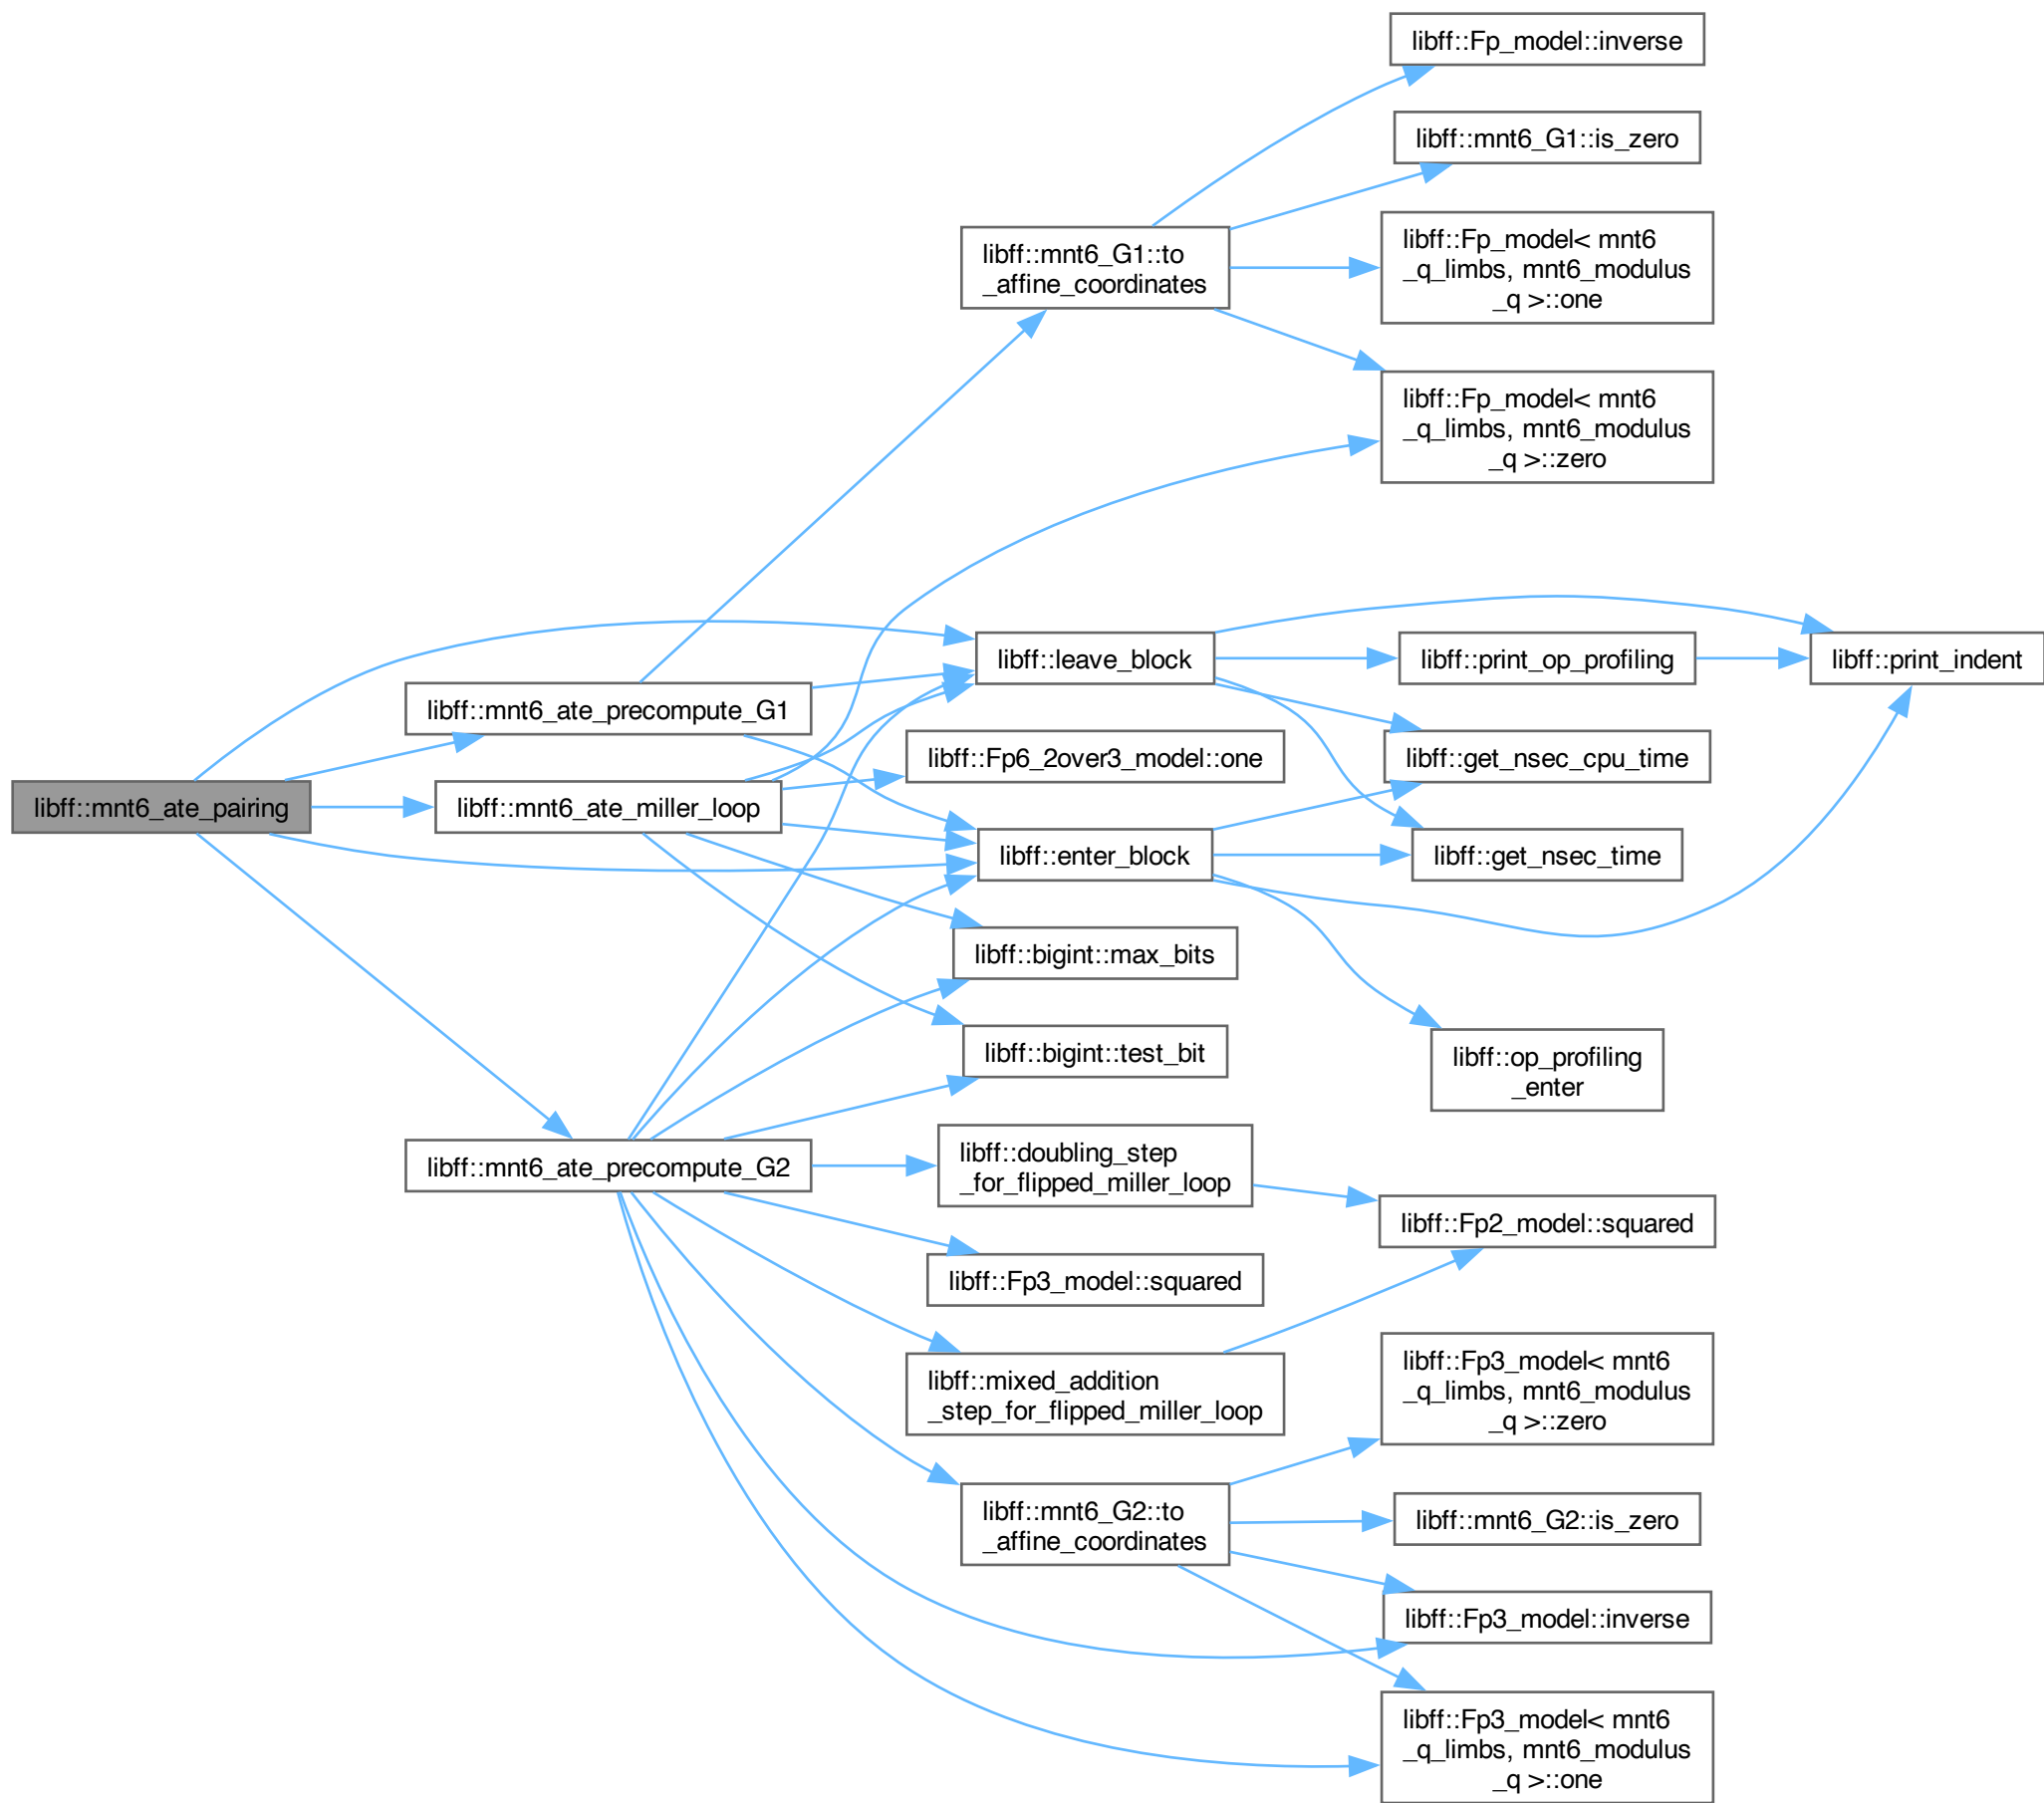 libff::Fp_model::inverse
libff::mnt6_G1::is_zero
libff::mnt6_G1::to
_affine_coordinates
libff::Fp_model< mnt6
_q_limbs, mnt6_modulus
_q >::one
libff::Fp_model< mnt6
_q_limbs, mnt6_modulus
_q >::zero
libff::leave_block
libff::print_op_profiling
libff::print_indent
libff::mnt6_ate_precompute_G1
libff::Fp6_2over3_model::one
libff::get_nsec_cpu_time
libff::mnt6_ate_pairing
libff::mnt6_ate_miller_loop
libff::enter_block
libff::get_nsec_time
libff::bigint::max_bits
libff::bigint::test_bit
libff::op_profiling
_enter
libff::mnt6_ate_precompute_G2
libff::doubling_step
_for_flipped_miller_loop
libff::Fp2_model::squared
libff::Fp3_model::squared
libff::mixed_addition
_step_for_flipped_miller_loop
libff::Fp3_model< mnt6
_q_limbs, mnt6_modulus
_q >::zero
libff::mnt6_G2::to
_affine_coordinates
libff::mnt6_G2::is_zero
libff::Fp3_model::inverse
libff::Fp3_model< mnt6
_q_limbs, mnt6_modulus
_q >::one